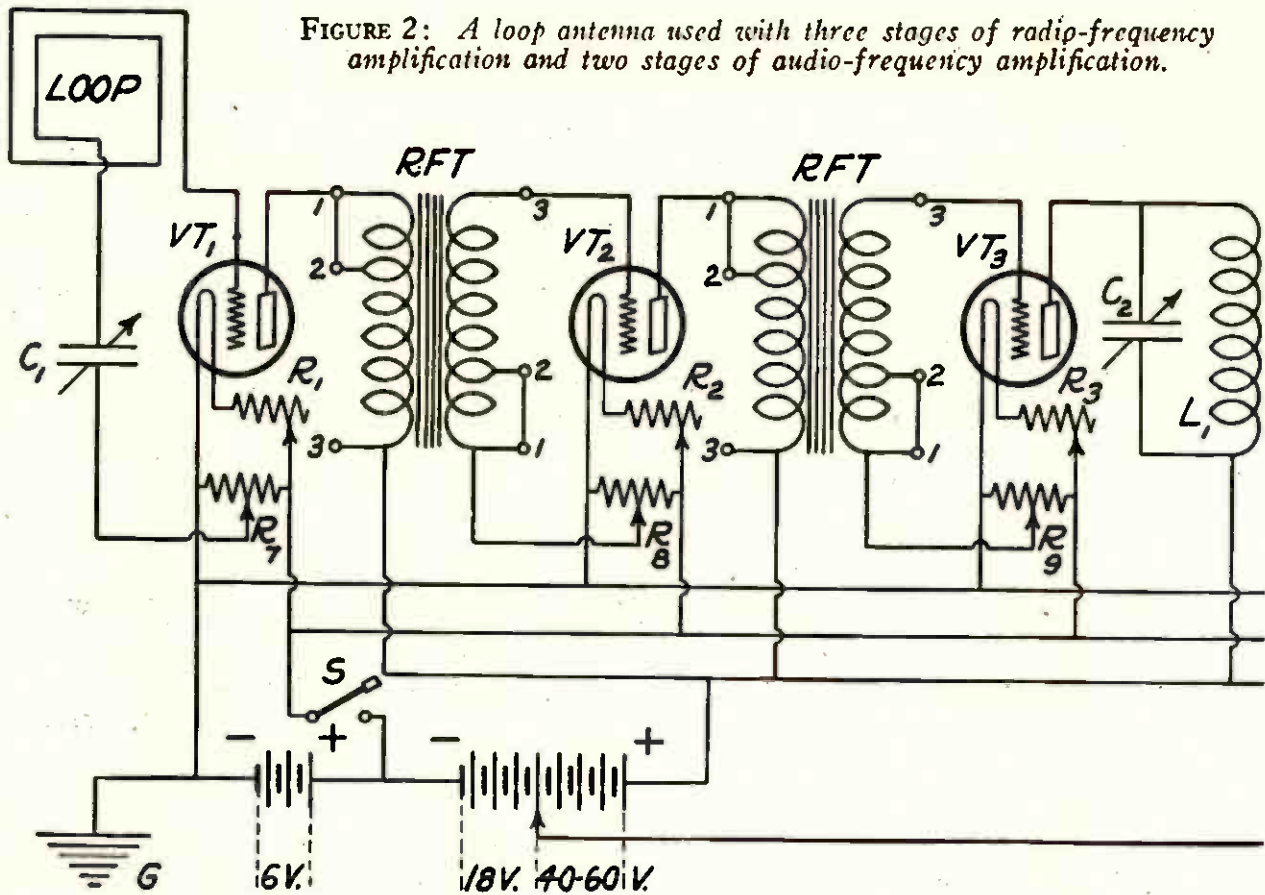 FIGURE 2: A loop antenna used with three stages of radio-frequency
amplification and two stages of audio-frequency amplification.
LOOP
RFT
RFT
1
3
1
3
VT1
VT2
VT3
2
2
C2
C1
R1
2
R2
2
R3
L1
3
1
3
1
R7
R8
R9
S
- + - +
G
6V. 18V. 40-60 V.